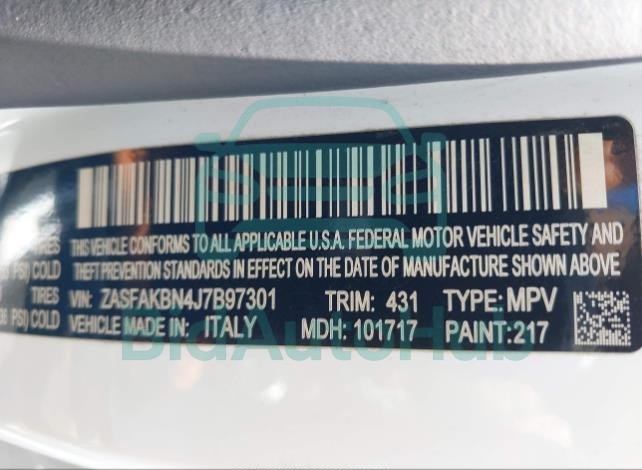 TIRES THIS VEHICLE CONFORMS TO ALL APPLICABLE U.S.A. FEDERAL MOTOR VEHICLE SAFETY AND
PSI) COLD THEFT PREVENTION STANDARDS IN EFFECT ON THE DATE OF MANUFACTURE SHOWN ABOVE
TIRES VIN: ZASFAKBN4J7B97301 TRIM: 431 TYPE: MPV
PSI) COLD VEHICLE MADE IN: ITALY MDH: 101717 PAINT:217
BidAutoHub